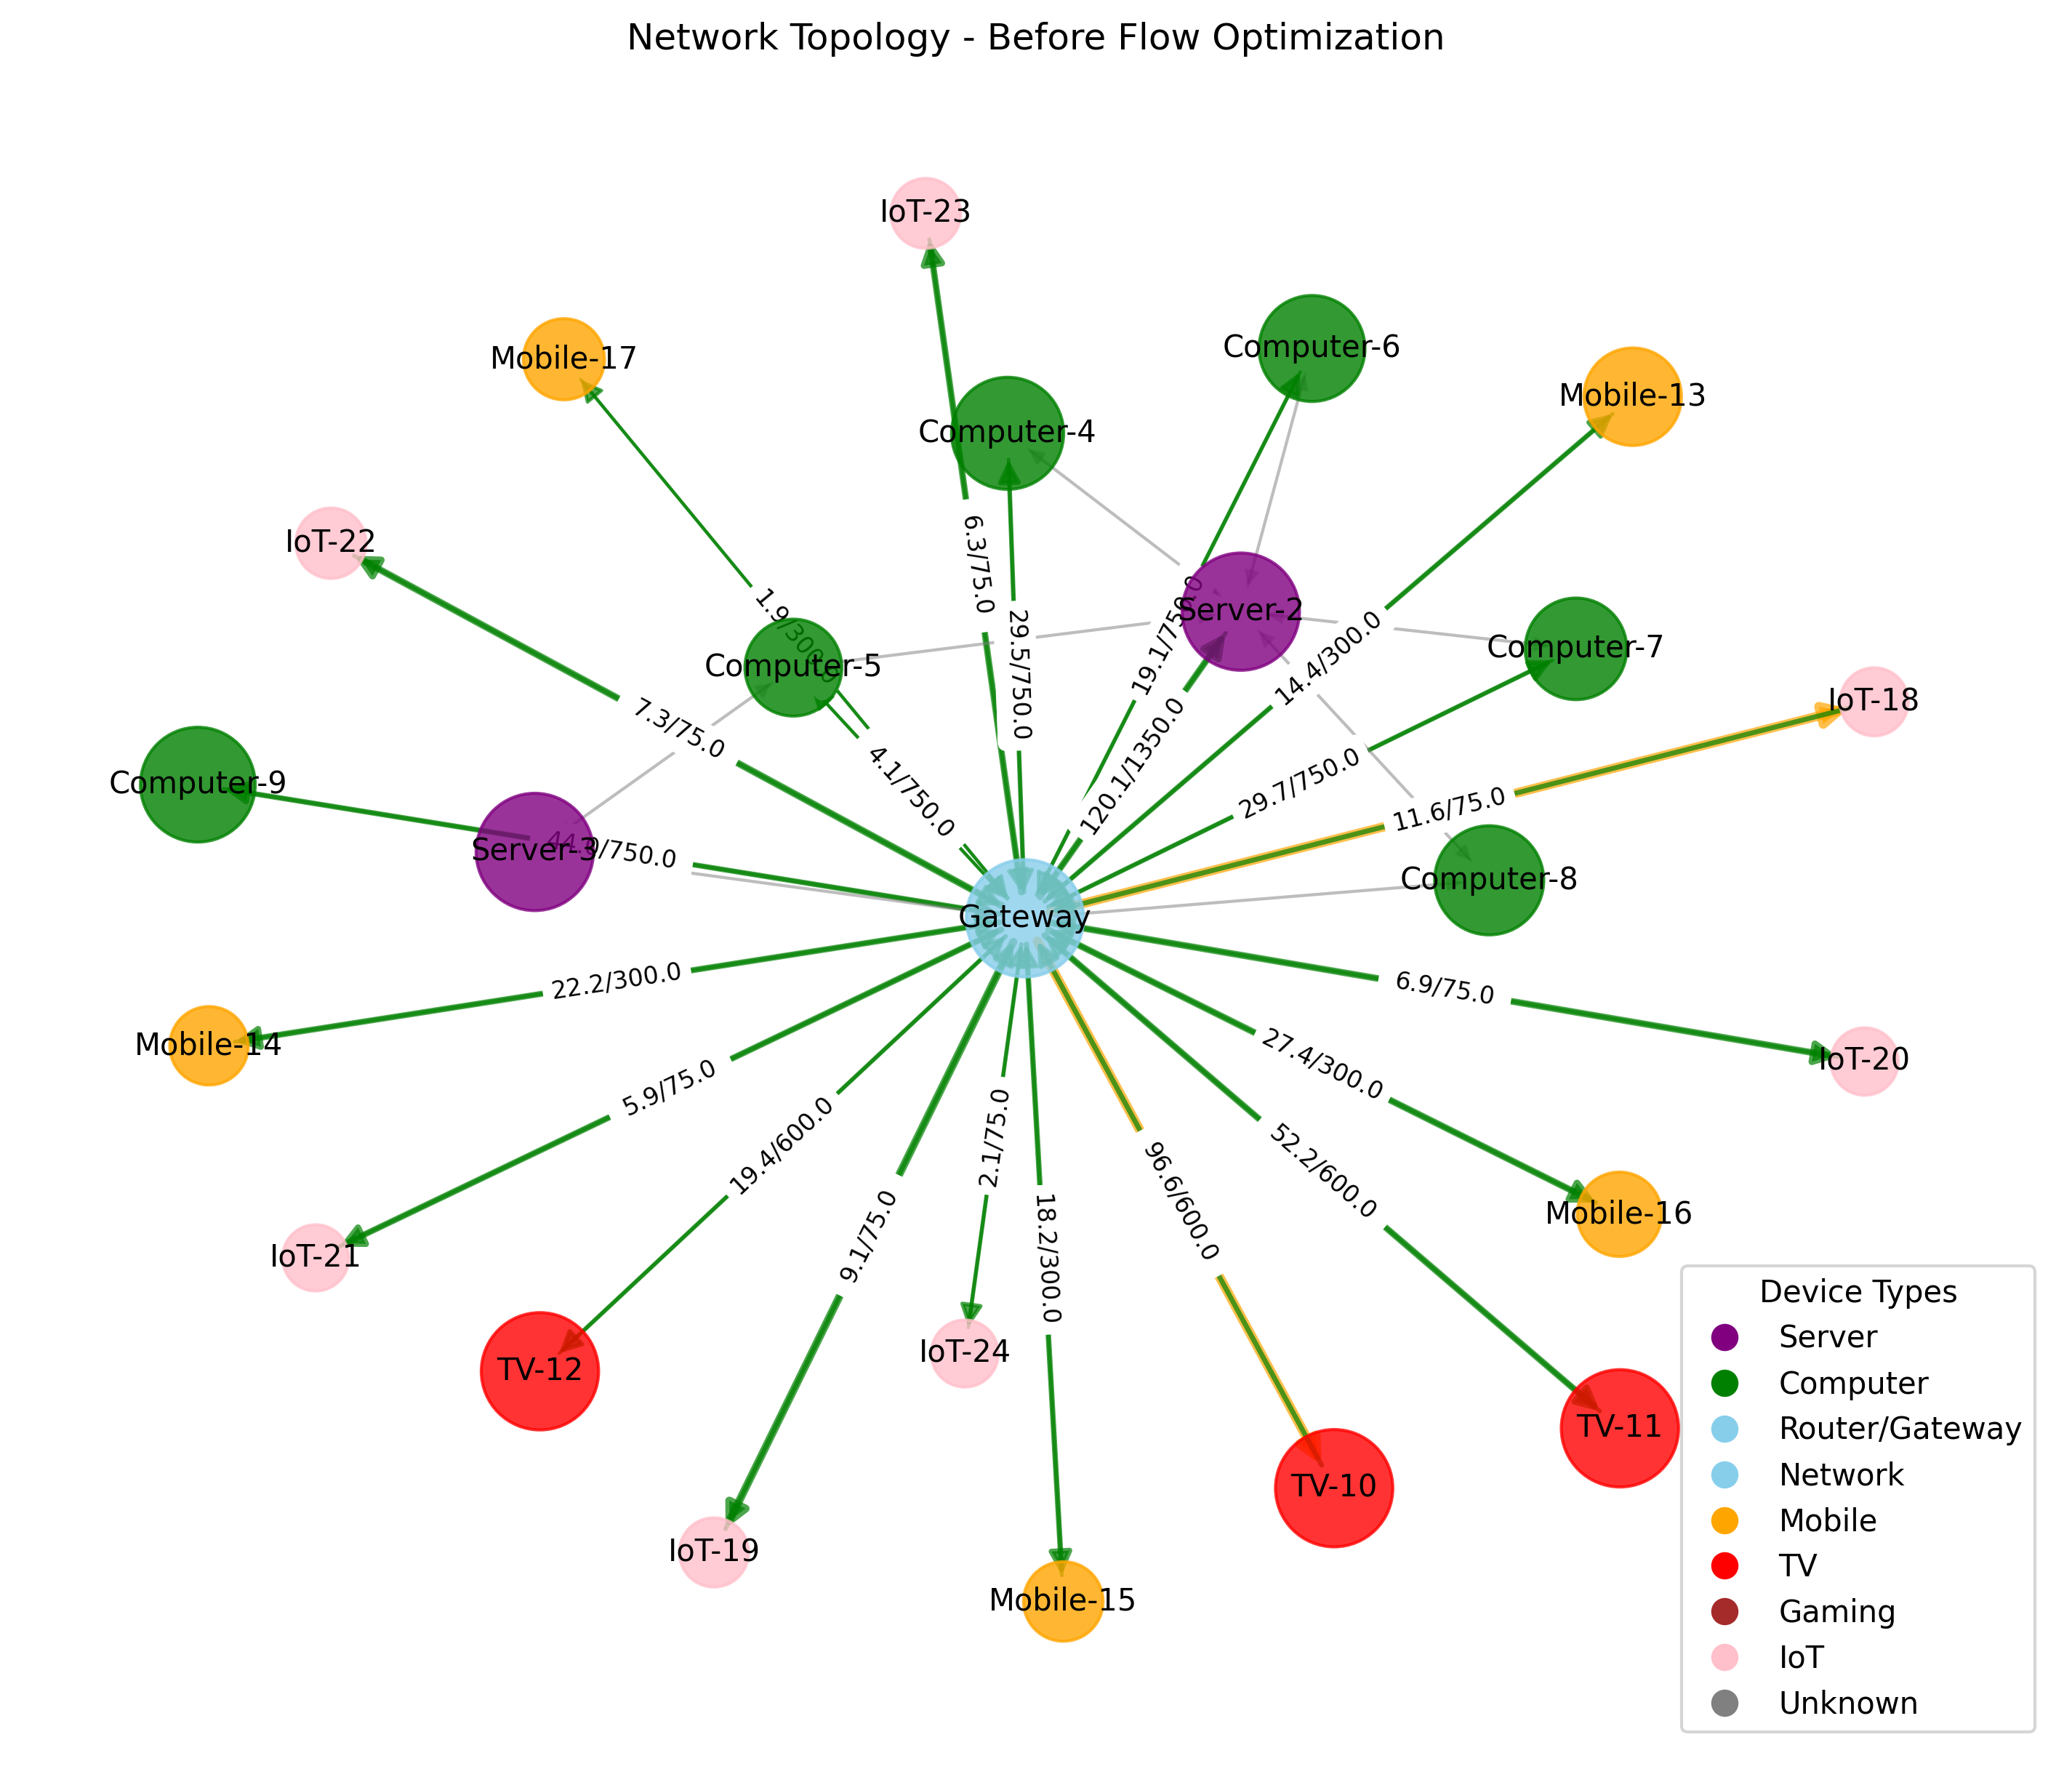 Network Topology - Before Flow Optimization
IoT-23
Computer-6
Mobile-17
Mobile-13
Computer-4
IoT-22
6.3/75.0
29.5/750.0
19.1/750.0
Server-2
1.9/300.0
14.4/300.0
Computer-7
Computer-5
IoT-18
7.3/75.0
4.1/750.0
120.1/1350.0
29.7/750.0
Computer-9
11.6/75.0
Server-3
/750.0
Computer-8
Gateway
22.2/300.0
6.9/75.0
Mobile-14
27.4/300.0
IoT-20
5.9/75.0
19.4/600.0
2.1/75.0
52.2/600.0
96.6/600.0
Mobile-16
9.1/75.0
18.2/300.0
IoT-21
TV-12
IoT-24
TV-11
TV-10
IoT-19
Mobile-15
Device Types
Server
Computer
Router/Gateway
Network
Mobile
TV
Gaming
IoT
Unknown